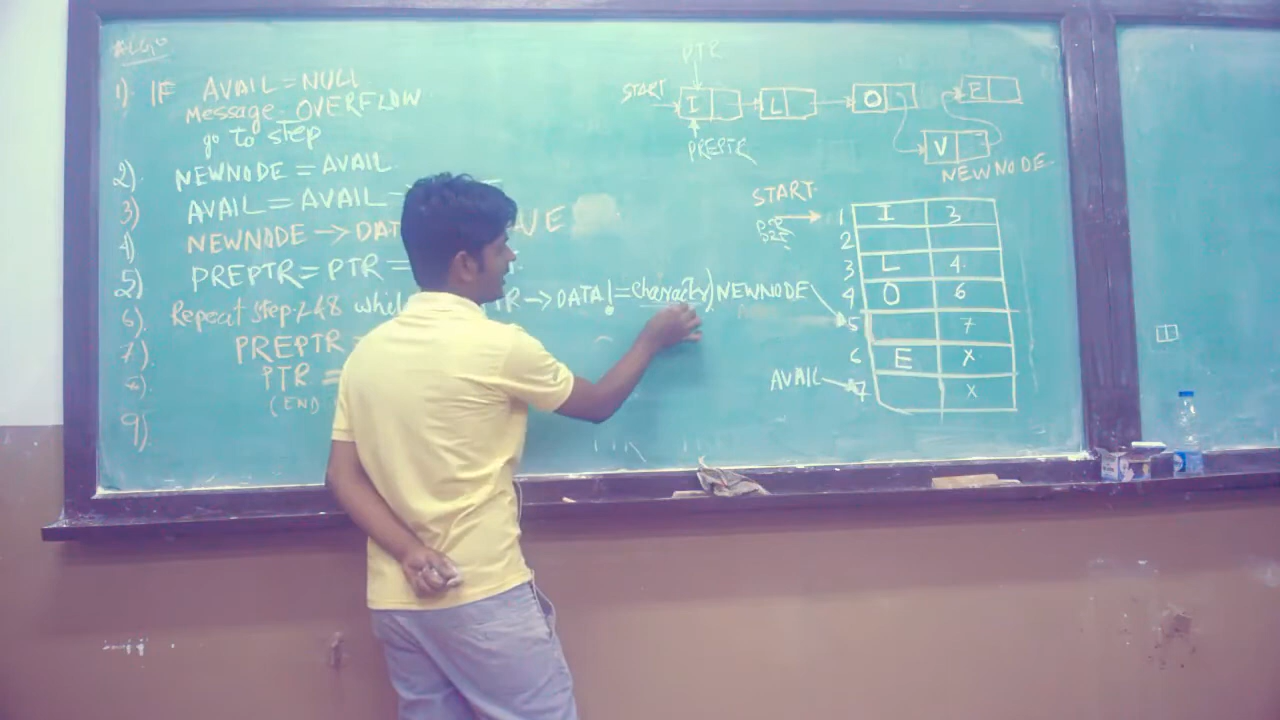 ALGO
1) IF AVAIL = NULL
Message OVERFLOW
go to step
2) NEWNODE = AVAIL
3) AVAIL = AVAIL
4) NEWNODE → DAT
5) PREPTR = PTR =
6) Repeat step 7 & 8 whil TR → DATA != character)
7) PREPTR =
8) PTR =
(END
9)
PTR
START I L O E
PREPTR
V
NEWNODE
START
1 I 3
2
3 L 4
4 O 6
NEWNODE 5 7
6 E X
AVAIL 7 X